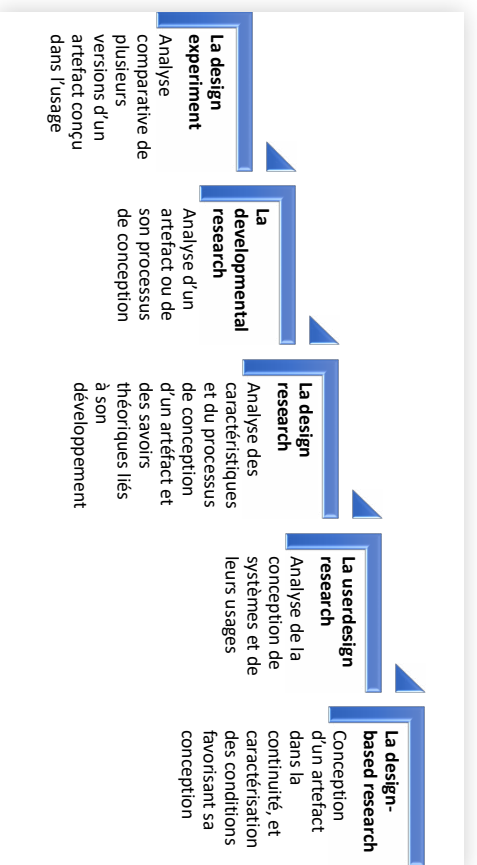 La design
experiment
Analyse
comparative de
plusieurs
versions d'un
artefact conçu
dans l'usage
La
developmental
research
Analyse d'un
artefact ou de
son processus
de conception
La design
research
Analyse des
caractéristiques
et du processus
de conception
d'un artéfact et
des savoirs
théoriques liés
à son
développement
La userdesign
research
Analyse de la
conception de
systèmes et de
leurs usages
La design-
based research
Conception
d'un artefact
dans la
continuité, et
caractérisation
des conditions
favorisant sa
conception